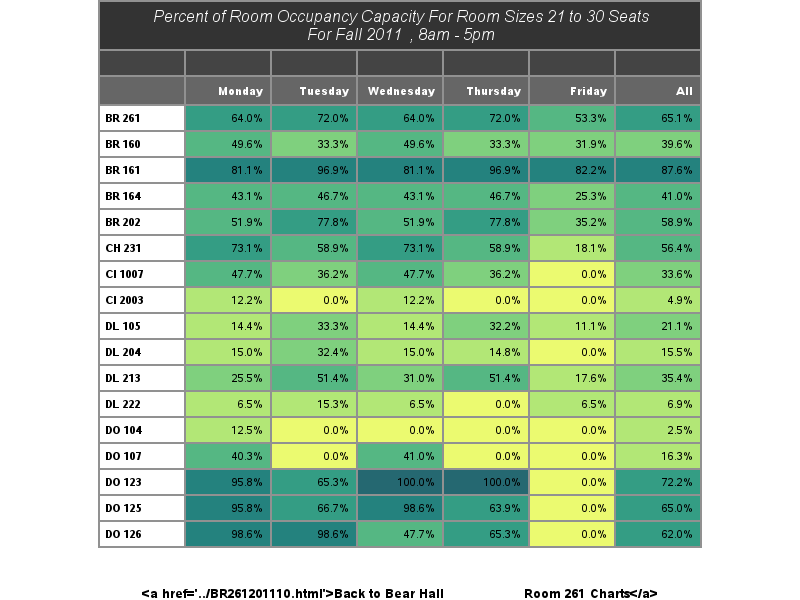 Percent of Room Occupancy Capacity For Room Sizes 21 to 30 Seats
For Fall 2011 , 8am - 5pm
Monday Tuesday Wednesday Thursday Friday All
BR 261 64.0% 72.0% 64.0% 72.0% 53.3% 65.1%
BR 160 49.6% 33.3% 49.6% 33.3% 31.9% 39.6%
BR 161 81.1% 96.9% 81.1% 96.9% 82.2% 87.6%
BR 164 43.1% 46.7% 43.1% 46.7% 25.3% 41.0%
BR 202 51.9% 77.8% 51.9% 77.8% 35.2% 58.9%
CH 231 73.1% 58.9% 73.1% 58.9% 18.1% 56.4%
CI 1007 47.7% 36.2% 47.7% 36.2% 0.0% 33.6%
CI 2003 12.2% 0.0% 12.2% 0.0% 0.0% 4.9%
DL 105 14.4% 33.3% 14.4% 32.2% 11.1% 21.1%
DL 204 15.0% 32.4% 15.0% 14.8% 0.0% 15.5%
DL 213 25.5% 51.4% 31.0% 51.4% 17.6% 35.4%
DL 222 6.5% 15.3% 6.5% 0.0% 6.5% 6.9%
DO 104 12.5% 0.0% 0.0% 0.0% 0.0% 2.5%
DO 107 40.3% 0.0% 41.0% 0.0% 0.0% 16.3%
DO 123 95.8% 65.3% 100.0% 100.0% 0.0% 72.2%
DO 125 95.8% 66.7% 98.6% 63.9% 0.0% 65.0%
DO 126 98.6% 98.6% 47.7% 65.3% 0.0% 62.0%
<a href='../BR261201110.html'>Back to Bear Hall Room 261 Charts</a>